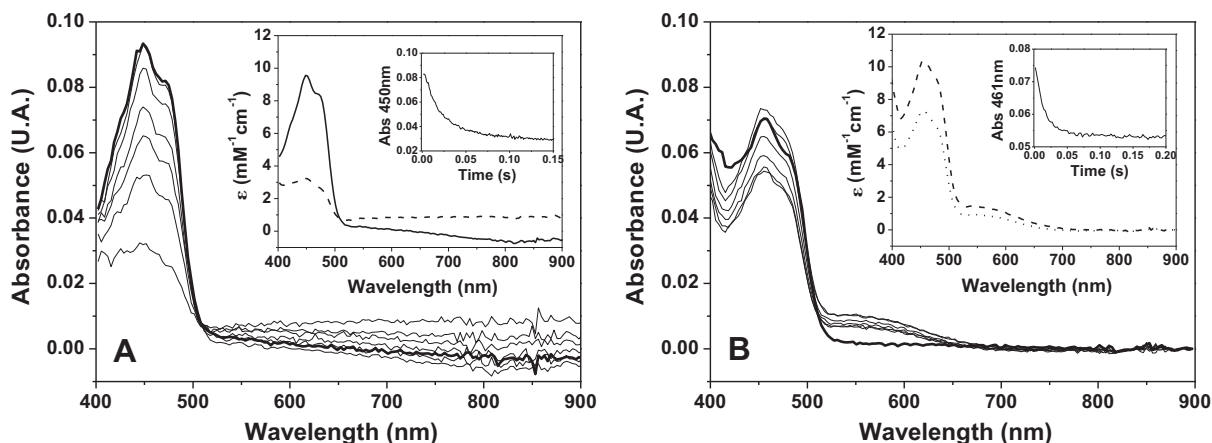 0.10
0.08
0.06
0.04
0.02
0.00
Absorbance (U.A.)
400 500 600 700 800 900
Wavelength (nm)
A
12
10
8
6
4
2
0
ε (mM⁻¹cm⁻¹)
400 500 600 700 800 900
Wavelength (nm)
0.10
0.08
0.06
0.04
0.02
Abs 450nm
0.00 0.05 0.10 0.15
Time (s)
0.10
0.08
0.06
0.04
0.02
0.00
Absorbance (U.A.)
400 500 600 700 800 900
Wavelength (nm)
B
12
10
8
6
4
2
0
ε (mM⁻¹cm⁻¹)
400 500 600 700 800 900
Wavelength (nm)
0.08
0.07
0.06
0.05
Abs 461nm
0.00 0.05 0.10 0.15 0.20
Time (s)